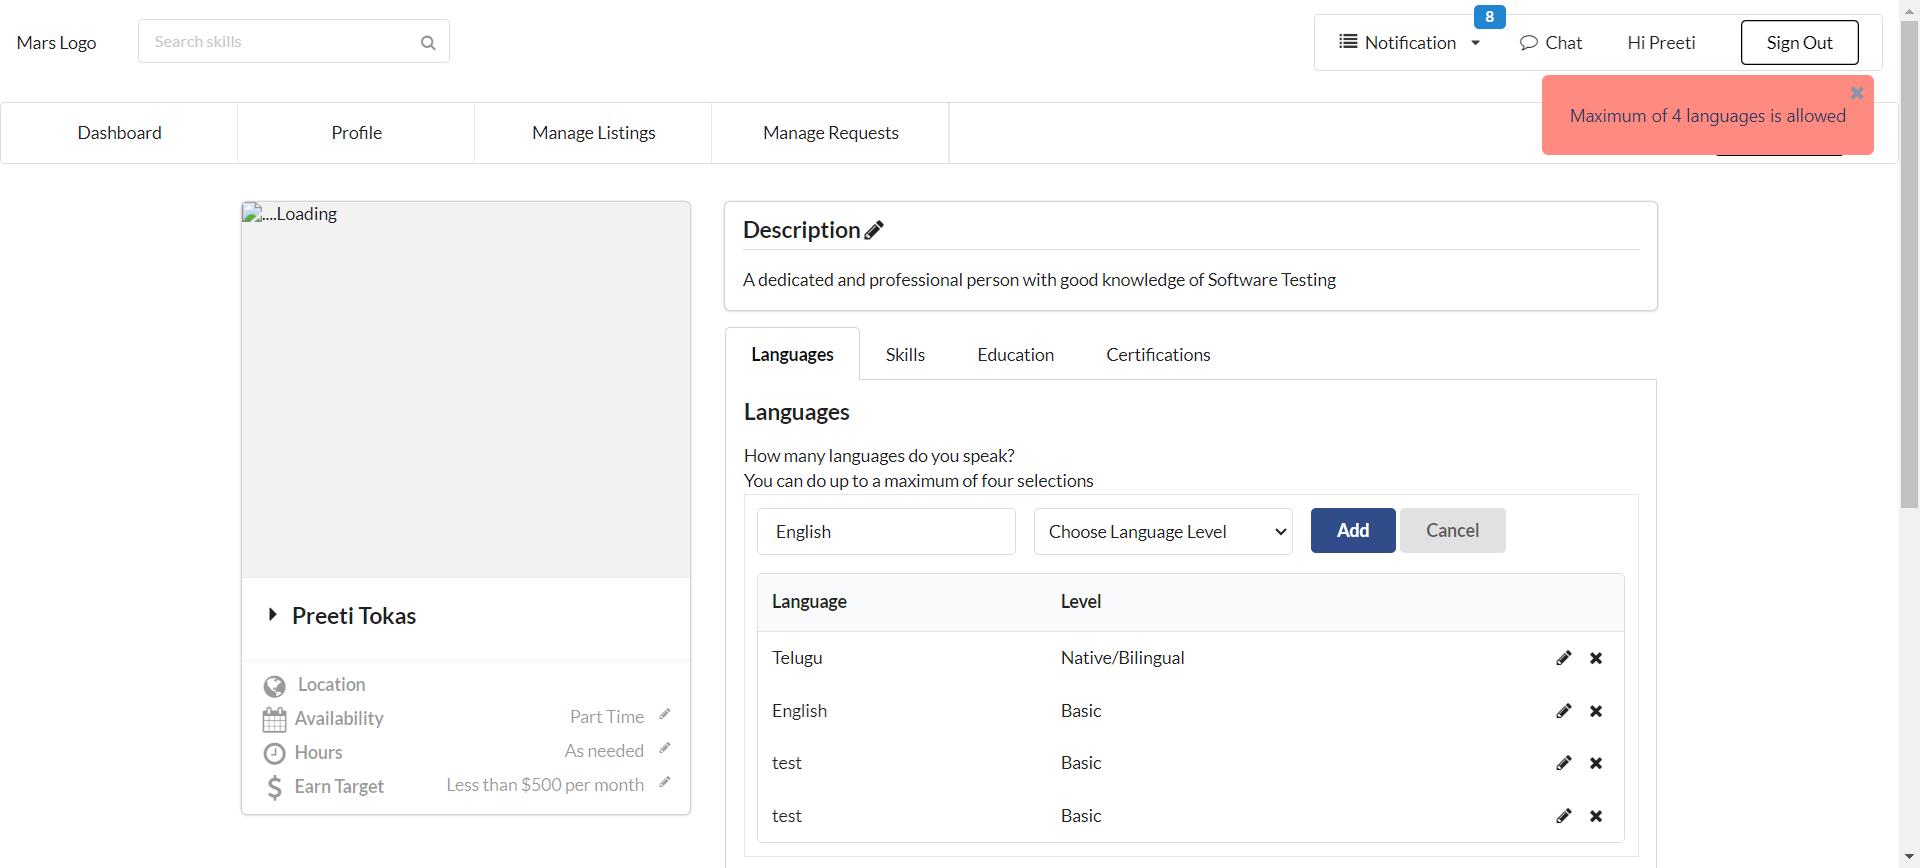 Mars Logo
Search skills
Notification
8
Chat
Hi Preeti
Sign Out
Maximum of 4 languages is allowed
Dashboard
Profile
Manage Listings
Manage Requests
....Loading
Preeti Tokas
Location
Availability
Part Time
Hours
As needed
Earn Target
Less than $500 per month
Description
A dedicated and professional person with good knowledge of Software Testing
Languages
Skills
Education
Certifications
Languages
How many languages do you speak?
You can do up to a maximum of four selections
English
Choose Language Level
Add
Cancel
Language
Level
Telugu
Native/Bilingual
English
Basic
test
Basic
test
Basic